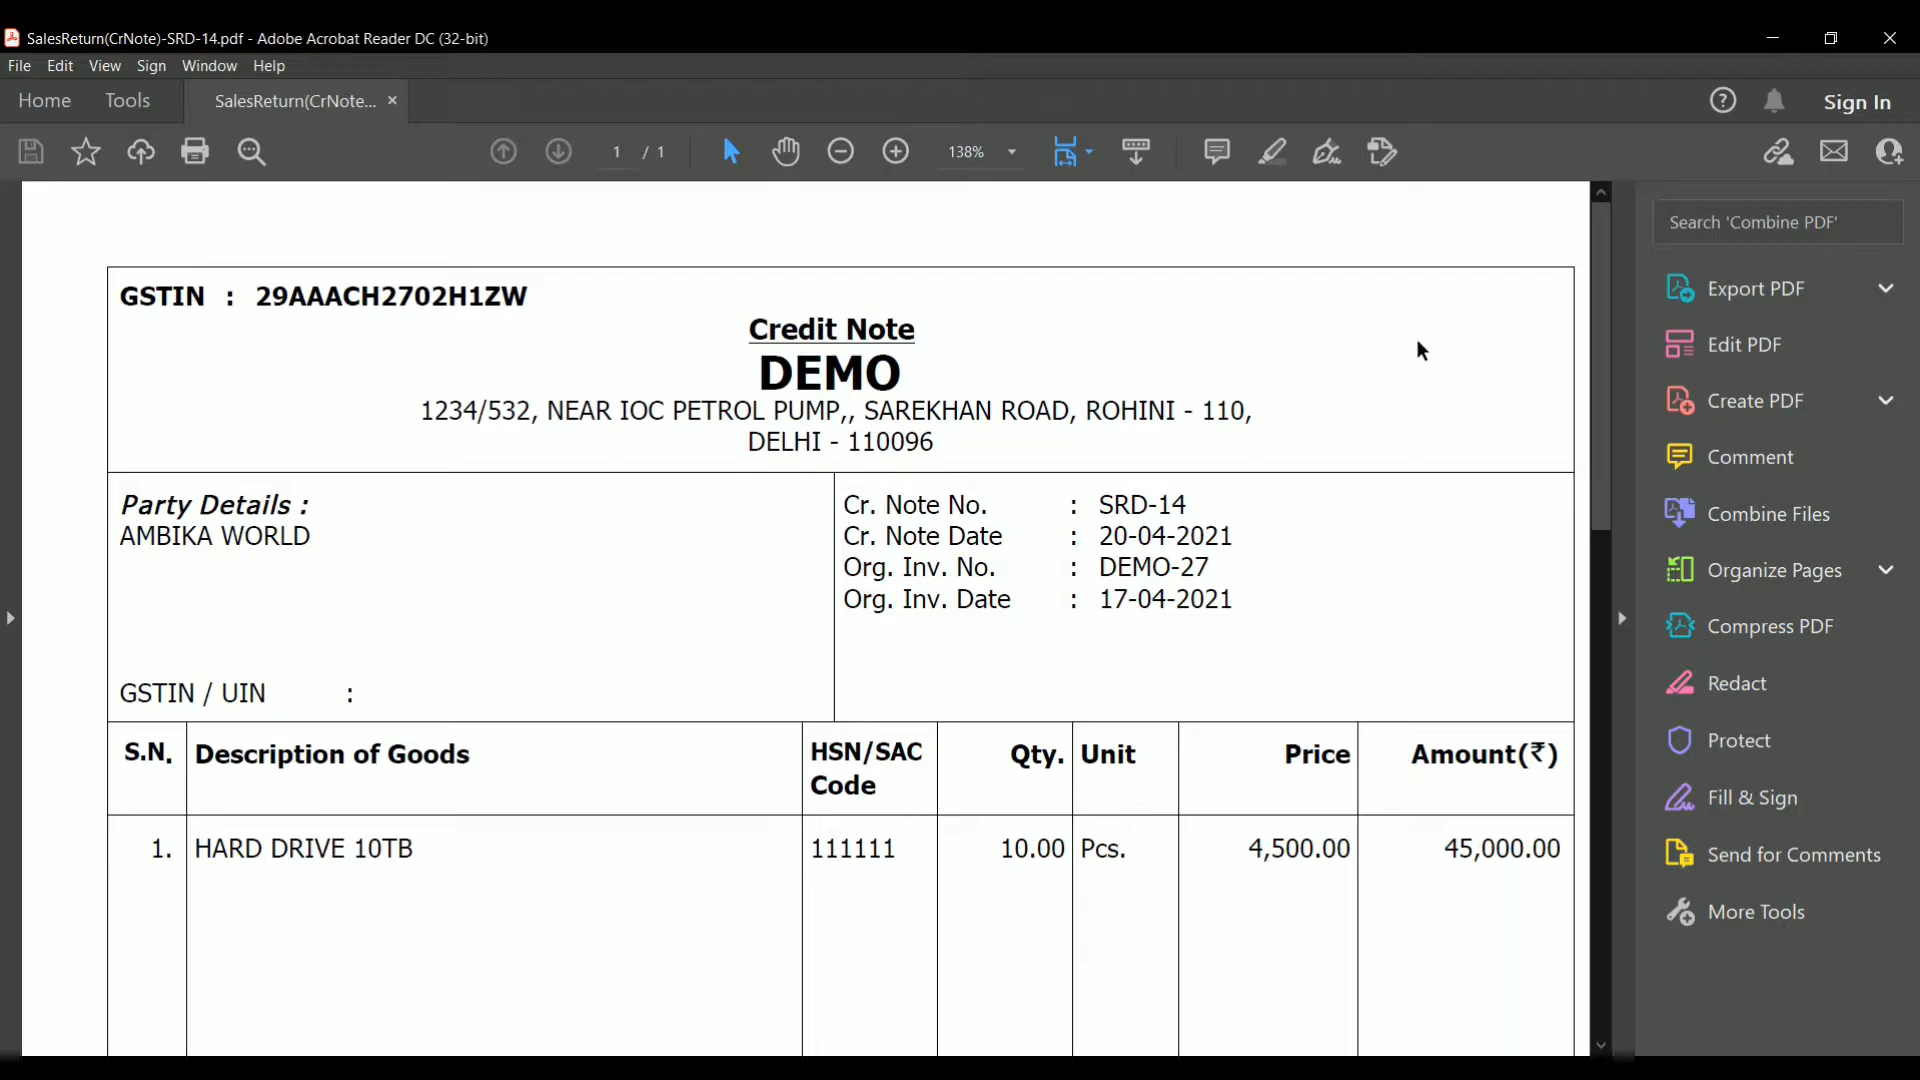 SalesReturn(CrNote)-SRD-14.pdf - Adobe Acrobat Reader DC (32-bit)
File Edit View Sign Window Help
Home Tools SalesReturn(CrNote... × Sign In
1 / 1 138%
Search 'Combine PDF'
Export PDF
Edit PDF
Create PDF
Comment
Combine Files
Organize Pages
Compress PDF
Redact
Protect
Fill & Sign
Send for Comments
More Tools
GSTIN : 29AAACH2702H1ZW
Credit Note
DEMO
1234/532, NEAR IOC PETROL PUMP,, SAREKHAN ROAD, ROHINI - 110,
DELHI - 110096
Party Details :
AMBIKA WORLD
GSTIN / UIN :
Cr. Note No. : SRD-14
Cr. Note Date : 20-04-2021
Org. Inv. No. : DEMO-27
Org. Inv. Date : 17-04-2021
S.N. Description of Goods HSN/SAC Code Qty. Unit Price Amount(₹)
1. HARD DRIVE 10TB 111111 10.00 Pcs. 4,500.00 45,000.00